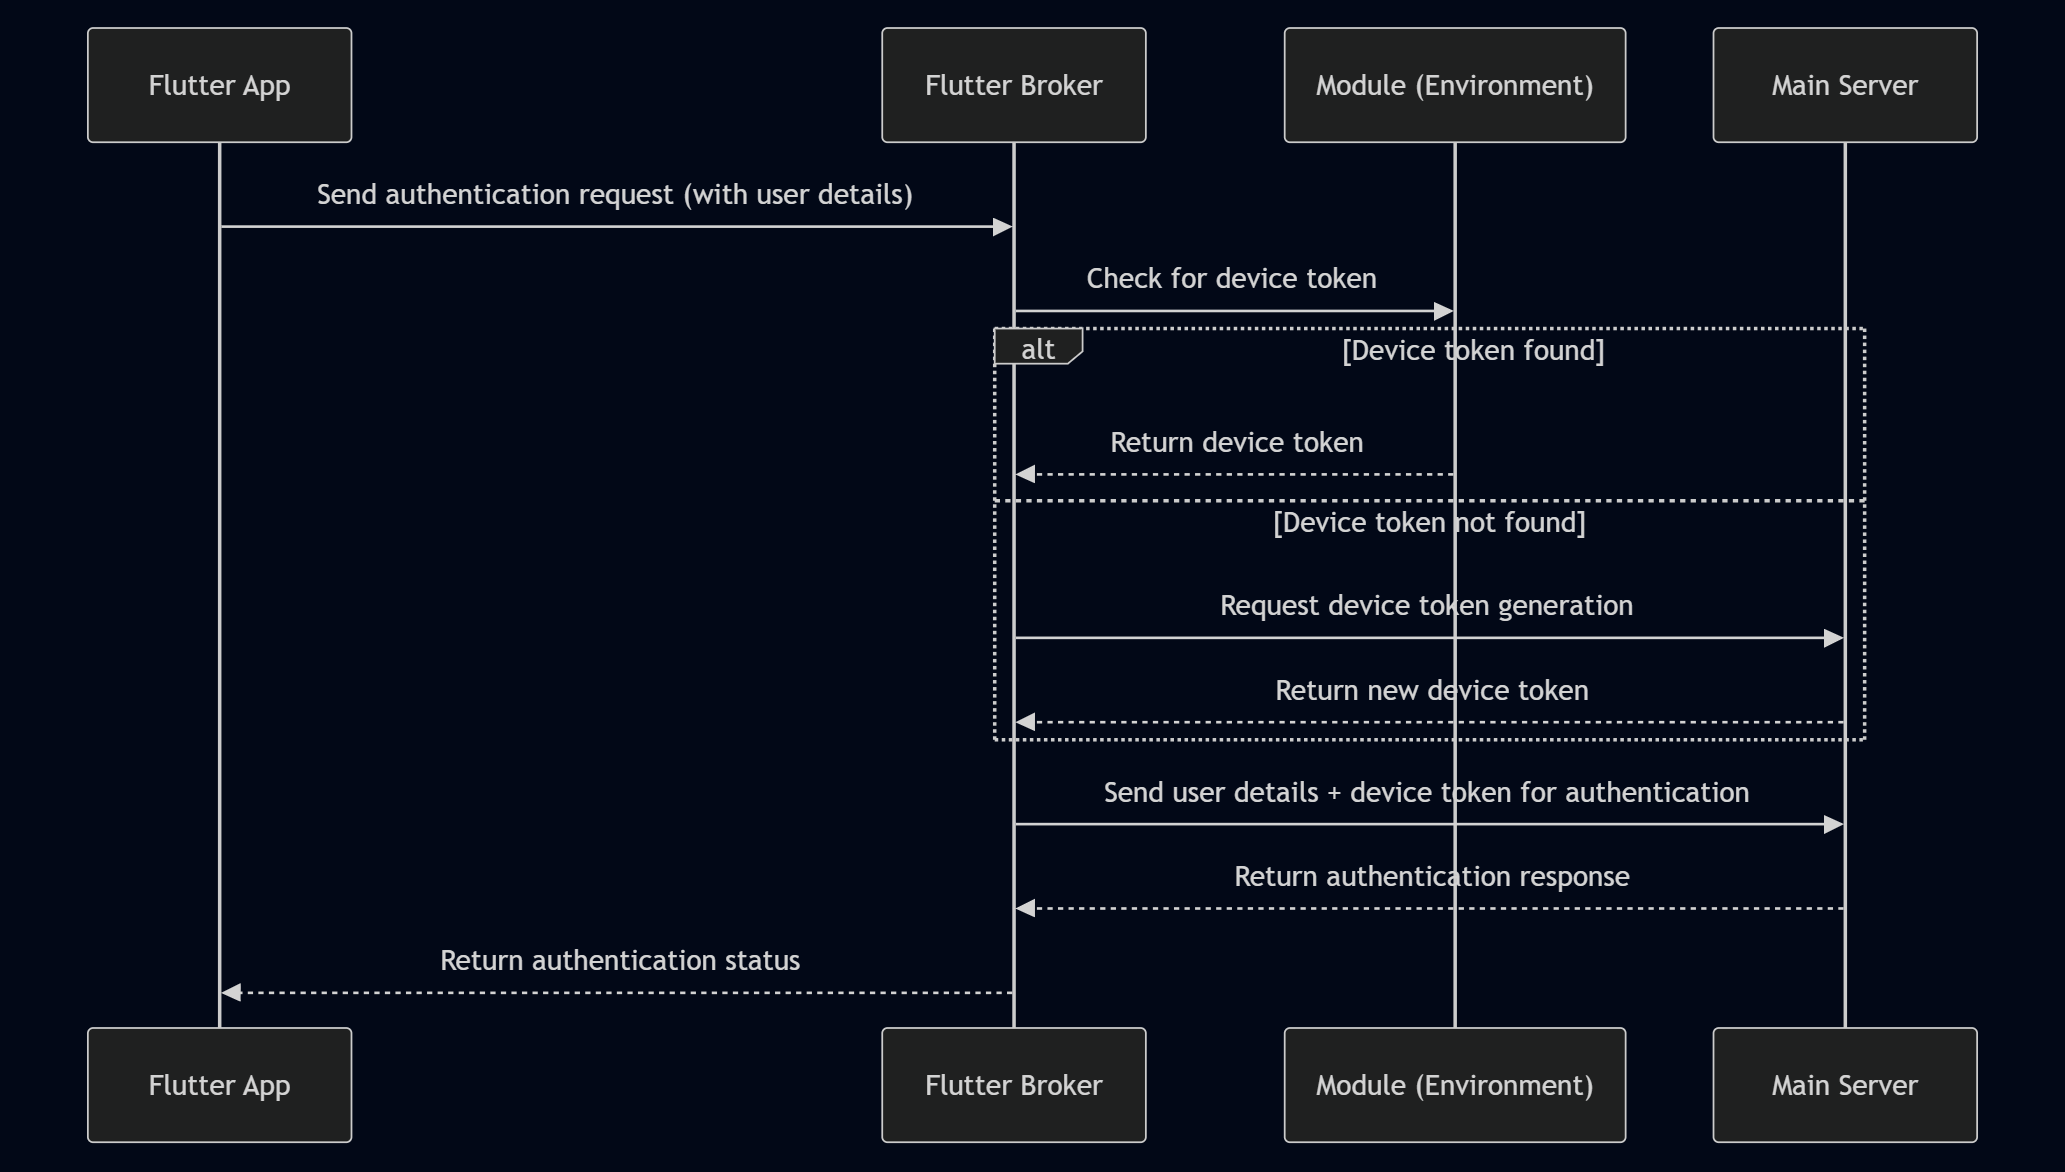 Flutter App
Flutter Broker
Module (Environment)
Main Server
Send authentication request (with user details)
Check for device token
alt
[Device token found]
Return device token
[Device token not found]
Request device token generation
Return new device token
Send user details + device token for authentication
Return authentication response
Return authentication status
Flutter App
Flutter Broker
Module (Environment)
Main Server